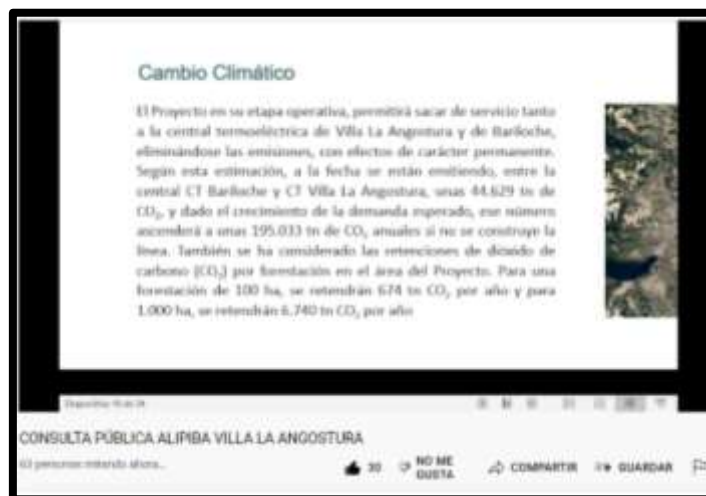 Cambio Climático
El Proyecto en su etapa operativa, permitirá sacar de servicio tanto
a la central termoeléctrica de Villa La Angostura y de Bariloche,
eliminándose las emisiones, con efectos de carácter permanente.
Según esta estimación, a la fecha se están emitiendo, entre la
central CT Bariloche y CT Villa La Angostura, unas 44.629 tn de
CO₂, y dado el crecimiento de la demanda esperado, ese número
ascenderá a unas 195.033 tn de CO₂ anuales si no se construye la
línea. También se ha considerado las retenciones de dióxido de
carbono (CO₂) por forestación en el área del Proyecto. Para una
forestación de 100 ha, se retendrán 674 tn CO₂ por año y para
1.000 ha, se retendrán 6.740 tn CO₂ por año
CONSULTA PÚBLICA ALIPIBA VILLA LA ANGOSTURA
personas mirando ahora...
30 NO ME GUSTA COMPARTIR GUARDAR